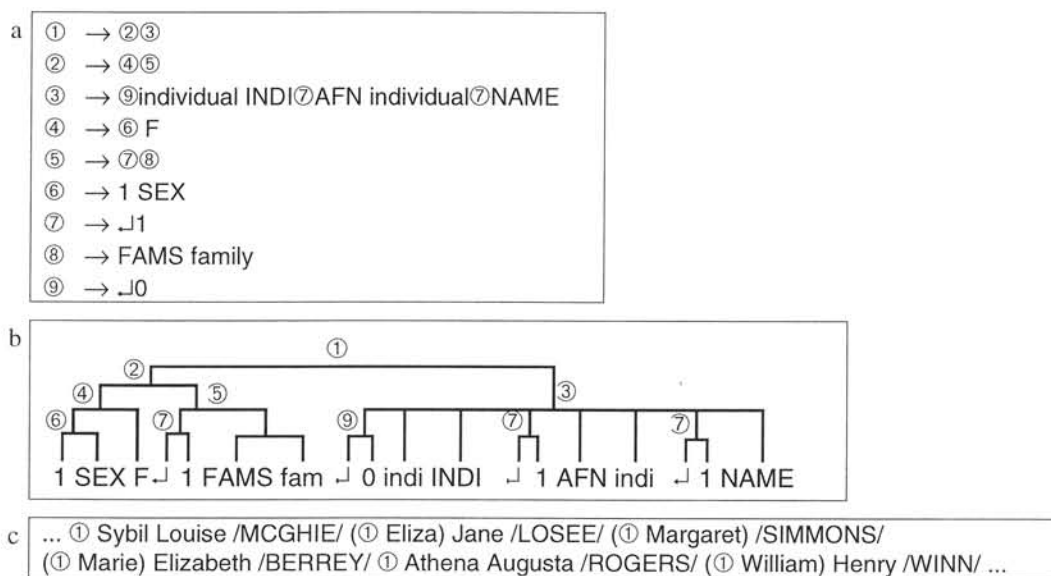 a
① → ②③
② → ④⑤
③ → ⑨individual INDI⑦AFN individual⑦NAME
④ → ⑥ F
⑤ → ⑦⑧
⑥ → 1 SEX
⑦ → ↲1
⑧ → FAMS family
⑨ → ↲0
b
①
②
③
④ ⑤
⑥ ⑦ ⑨ ⑦ ⑦
1 SEX F↲ 1 FAMS fam ↲ 0 indi INDI ↲ 1 AFN indi ↲ 1 NAME
c
... ① Sybil Louise /MCGHIE/ (① Eliza) Jane /LOSEE/ (① Margaret) /SIMMONS/
(① Marie) Elizabeth /BERREY/ ① Athena Augusta /ROGERS/ (① William) Henry /WINN/ ...